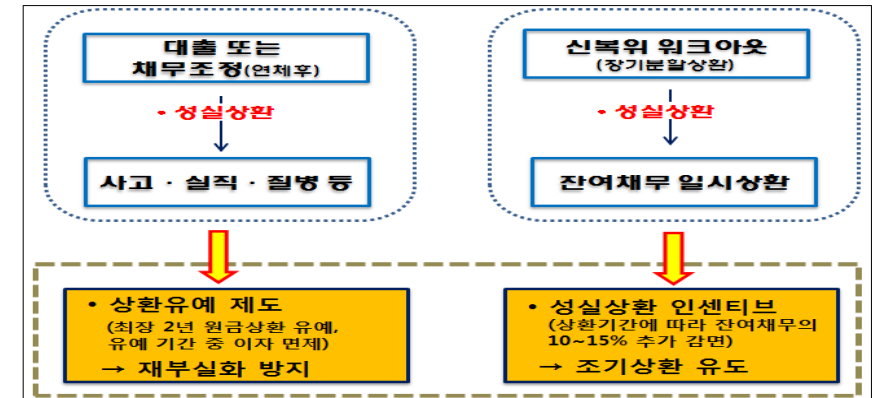 대출 또는
채무조정(연체후)
• 성실상환
사고 · 실직 · 질병 등
• 상환유예 제도
(최장 2년 원금상환 유예,
유예 기간 중 이자 면제)
→ 재부실화 방지
신복위 워크아웃
(장기분할상환)
• 성실상환
잔여채무 일시상환
• 성실상환 인센티브
(상환기간에 따라 잔여채무의
10~15% 추가 감면)
→ 조기상환 유도